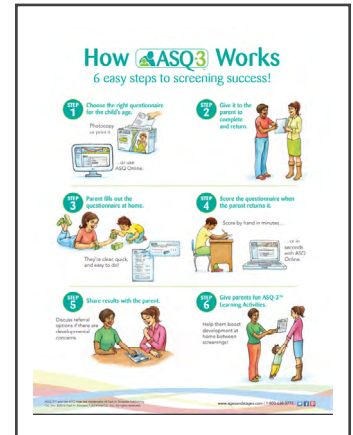 How ASQ3 Works
6 easy steps to screening success!
STEP 1
Choose the right questionnaire
for the child's age.
Photocopy
or print it...
...or use
ASQ Online.
STEP 2
Give it to the
parent to
complete
and return.
STEP 3
Parent fills out the
questionnaire at home.
They're clear, quick,
and easy to do!
STEP 4
Score the questionnaire when
the parent returns it.
Score by hand in minutes...
...or in
seconds
with ASQ
Online.
STEP 5
Share results with the parent.
Discuss referral
options if there are
developmental
concerns.
STEP 6
Give parents fun ASQ-3™
Learning Activities.
Help them boost
development at
home between
screenings!
www.agesandstages.com